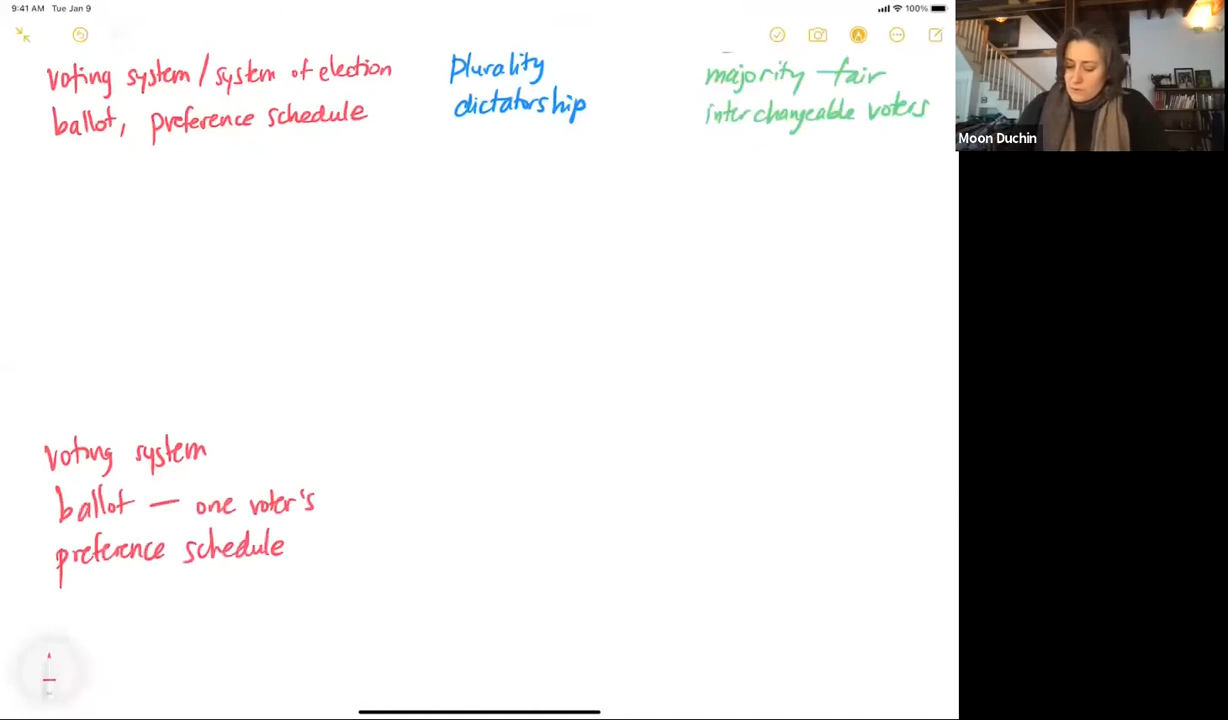 9:41 AM Tue Jan 9
100%
voting system / system of election
ballot, preference schedule
plurality
dictatorship
majority fair
interchangeable voters
Moon Duchin
voting system
ballot — one voter's
preference schedule